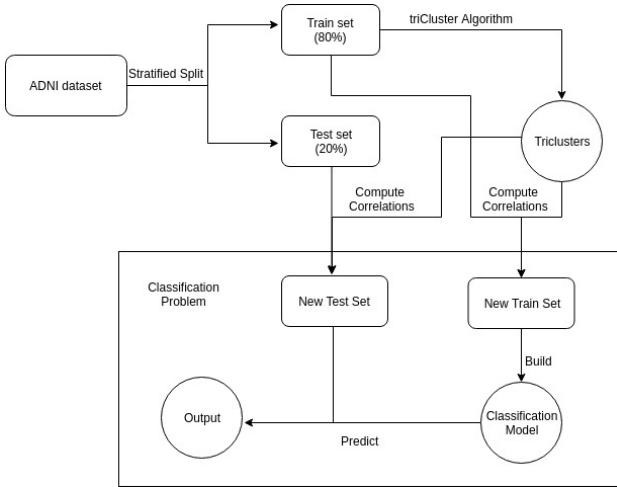 triCluster Algorithm
Train set
(80%)
ADNI dataset
Stratified Split
Test set
(20%)
Triclusters
Compute
Correlations
Compute
Correlations
Classification
Problem
New Test Set
New Train Set
Build
Output
Classification
Model
Predict